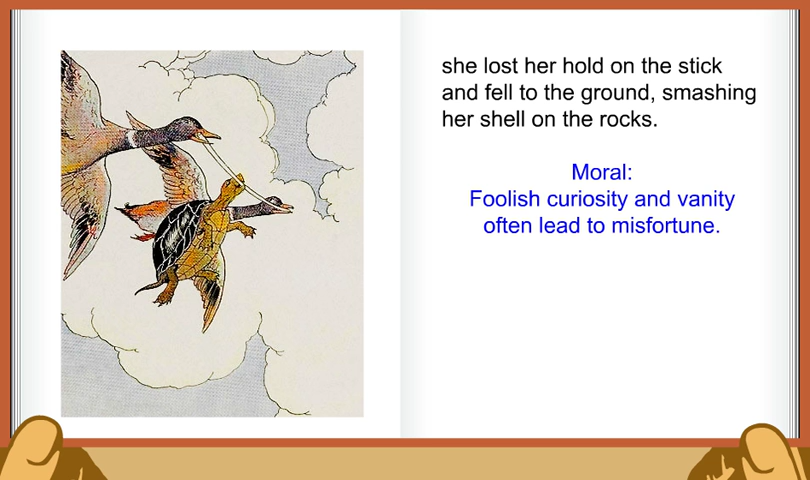 she lost her hold on the stick
and fell to the ground, smashing
her shell on the rocks.
Moral:
Foolish curiosity and vanity
often lead to misfortune.